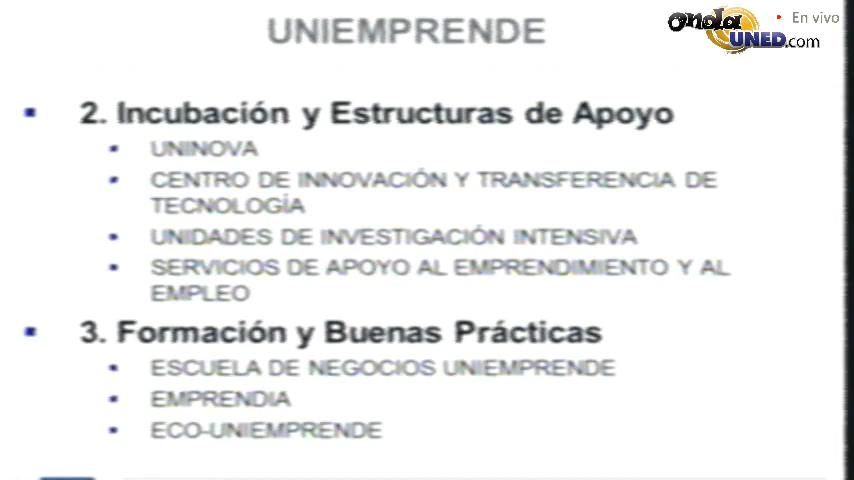 UNIEMPRENDE
onda
UNED.com
• En vivo
▪ 2. Incubación y Estructuras de Apoyo
▪ UNINOVA
▪ CENTRO DE INNOVACIÓN Y TRANSFERENCIA DE
TECNOLOGÍA
▪ UNIDADES DE INVESTIGACIÓN INTENSIVA
▪ SERVICIOS DE APOYO AL EMPRENDIMIENTO Y AL
EMPLEO
▪ 3. Formación y Buenas Prácticas
▪ ESCUELA DE NEGOCIOS UNIEMPRENDE
▪ EMPRENDIA
▪ ECO-UNIEMPRENDE